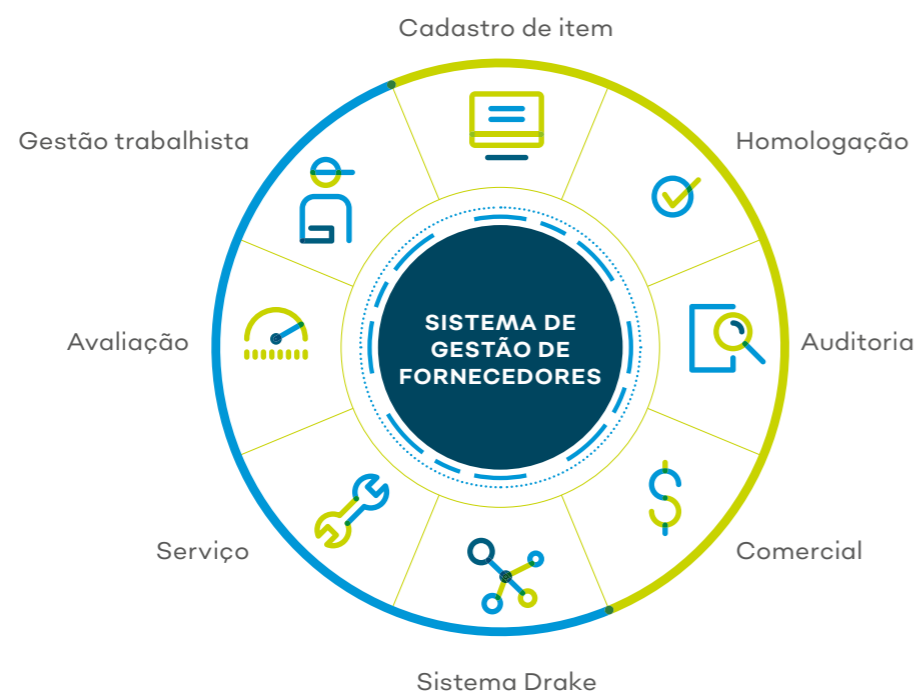 Cadastro de item
Gestão trabalhista
Homologação
SISTEMA DE
GESTÃO DE
FORNECEDORES
Avaliação
Auditoria
Serviço
Comercial
Sistema Drake